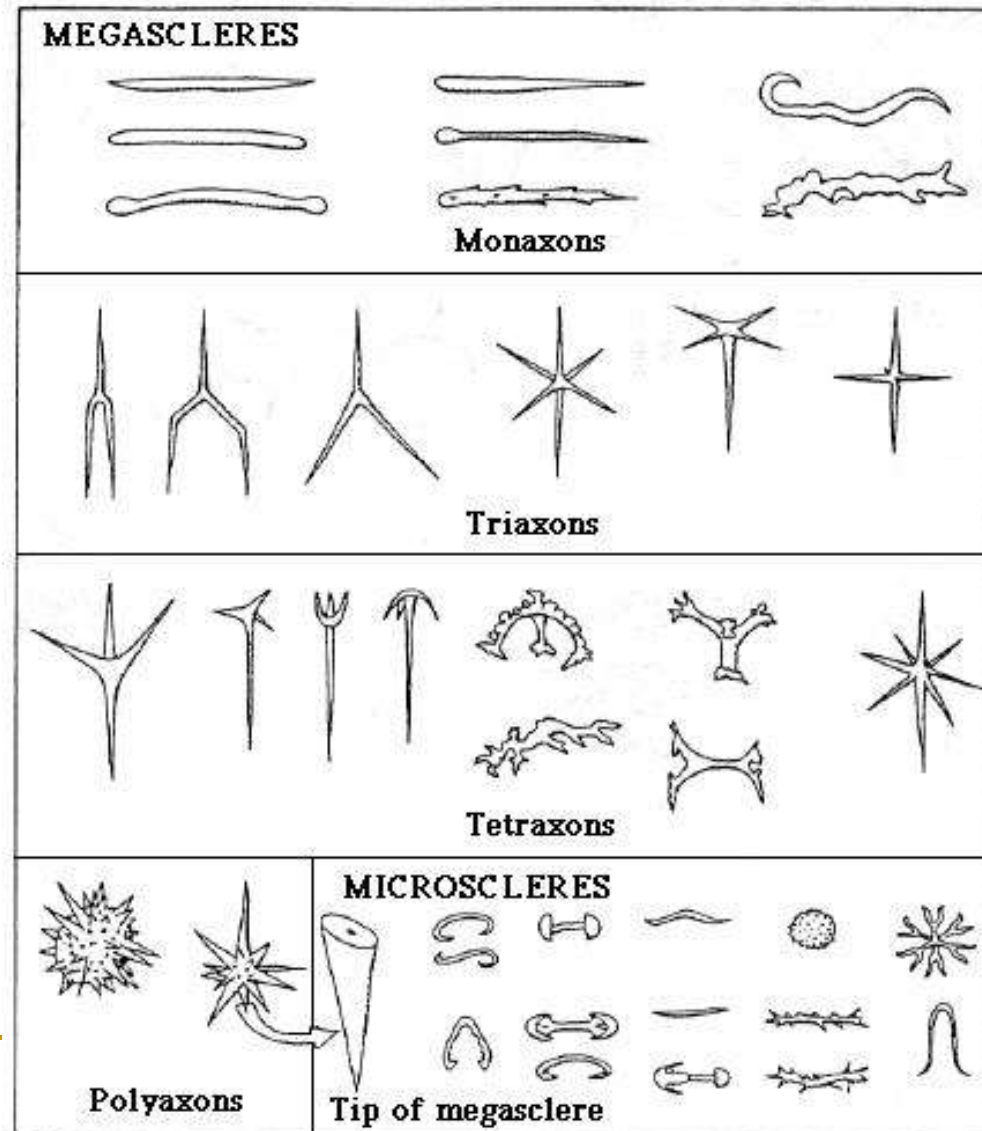 MEGASCLERES
Monaxons
Triaxons
Tetraxons
MICROSCLERES
Polyaxons
Tip of megasclere